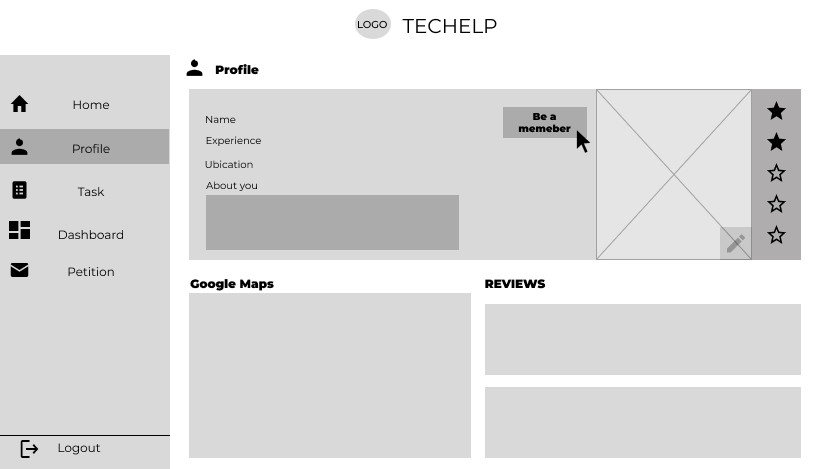 LOGO TECHELP
Home
Profile
Task
Dashboard
Petition
Logout
Profile
Name
Experience
Ubication
About you
Be a
memeber
Google Maps
REVIEWS